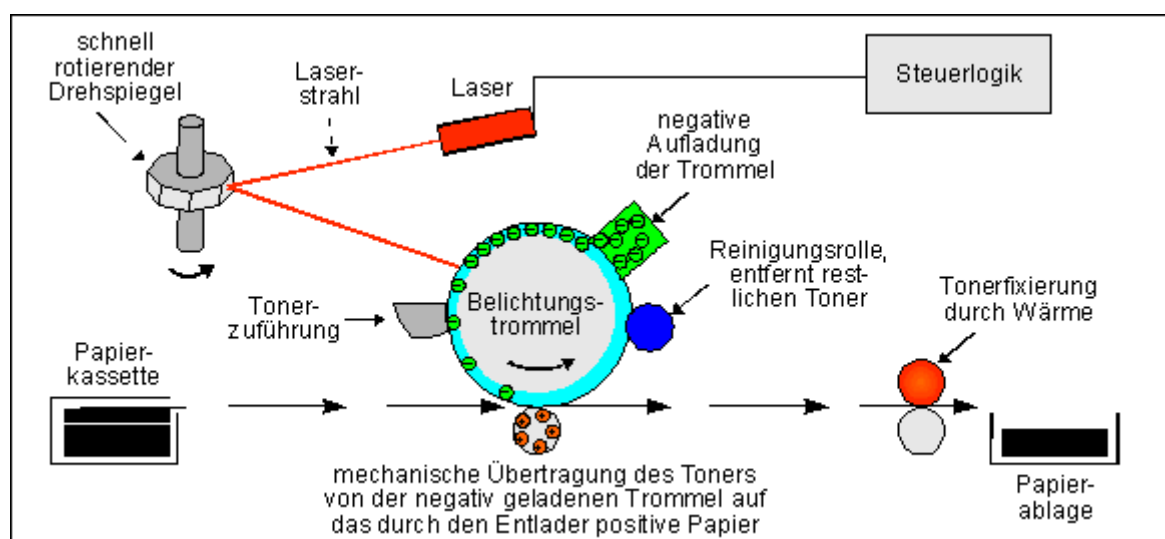 schnell
rotierender
Drehspiegel
Laser-
strahl
Laser
Steuerlogik
negative
Aufladung
der Trommel
Reinigungsrolle,
entfernt rest-
lichen Toner
Tonerfixierung
durch Wärme
Toner-
zuführung
Belichtungs-
trommel
Papier-
kassette
mechanische Übertragung des Toners
von der negativ geladenen Trommel auf
das durch den Entlader positive Papier
Papier-
ablage